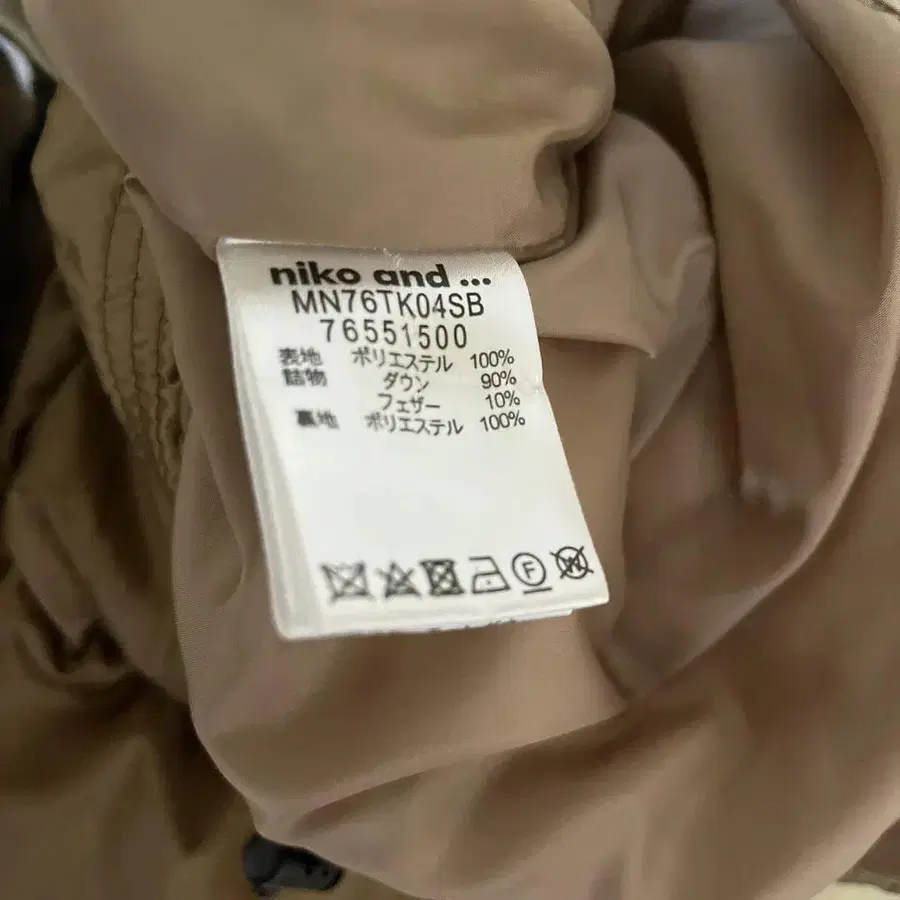 niko and ...
MN76TK04SB
76551500
表地 ポリエステル 100%
詰物 ダウン 90%
フェザー 10%
裏地 ポリエステル 100%
F W